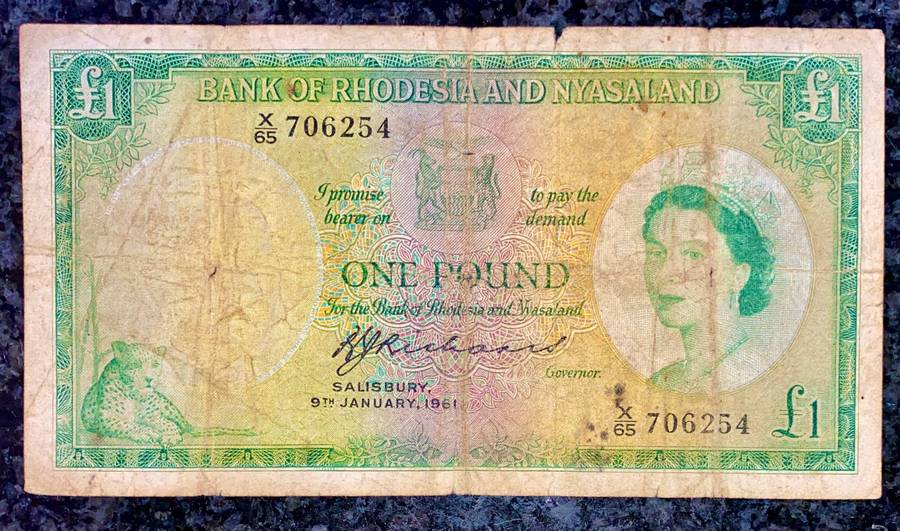 £1 £1
BANK OF RHODESIA AND NYASALAND
X/65 706254
I promise to pay the
bearer on demand
ONE POUND
For the Bank of Rhodesia and Nyasaland
Governor.
SALISBURY,
9TH JANUARY, 1961
X/65 706254 £1